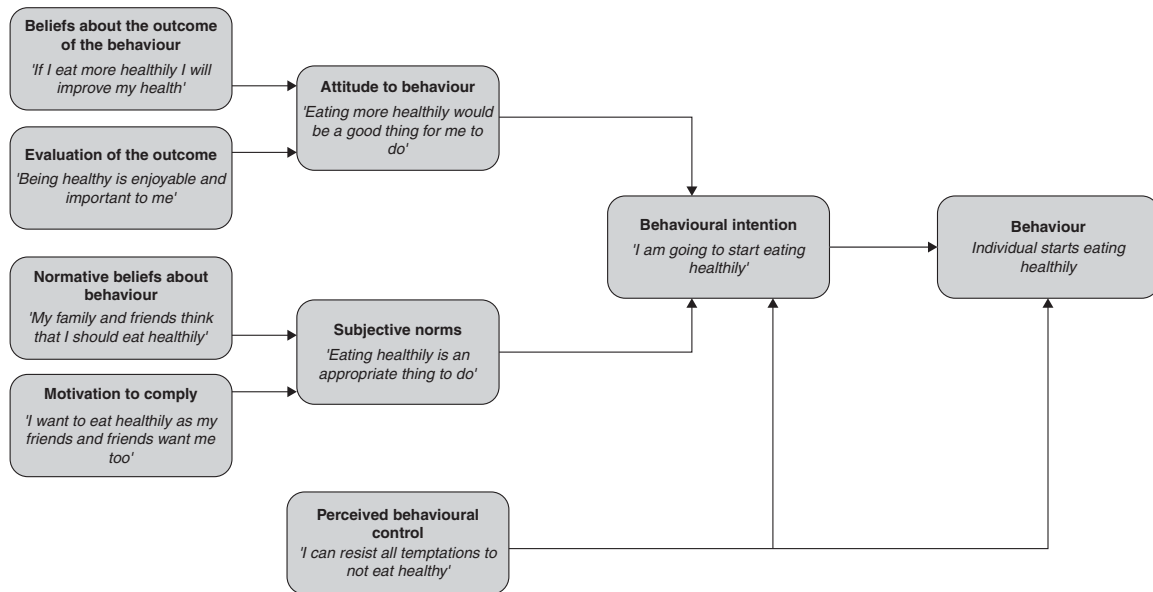 Beliefs about the outcome
of the behaviour
'If I eat more healthily I will
improve my health'
Evaluation of the outcome
'Being healthy is enjoyable and
important to me'
Attitude to behaviour
'Eating more healthily would
be a good thing for me to
do'
Normative beliefs about
behaviour
'My family and friends think
that I should eat healthily'
Motivation to comply
'I want to eat healthily as my
friends and friends want me
too'
Subjective norms
'Eating healthily is an
appropriate thing to do'
Perceived behavioural
control
'I can resist all temptations to
not eat healthy'
Behavioural intention
'I am going to start eating
healthily'
Behaviour
Individual starts eating
healthily